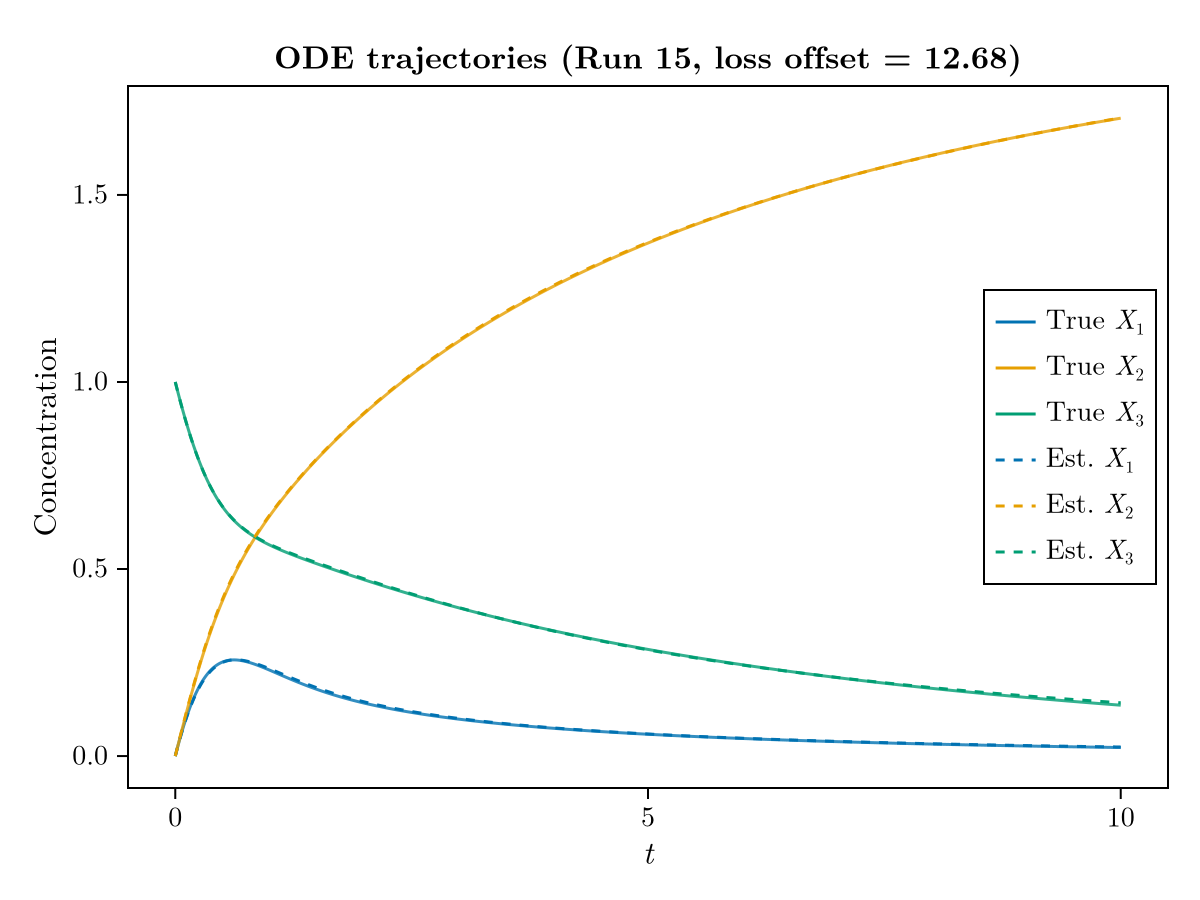 ODE trajectories (Run 15, loss offset = 12.68)
Concentration
1.5
1.0
0.5
0.0
0
5
10
t
True X₁
True X₂
True X₃
Est. X₁
Est. X₂
Est. X₃